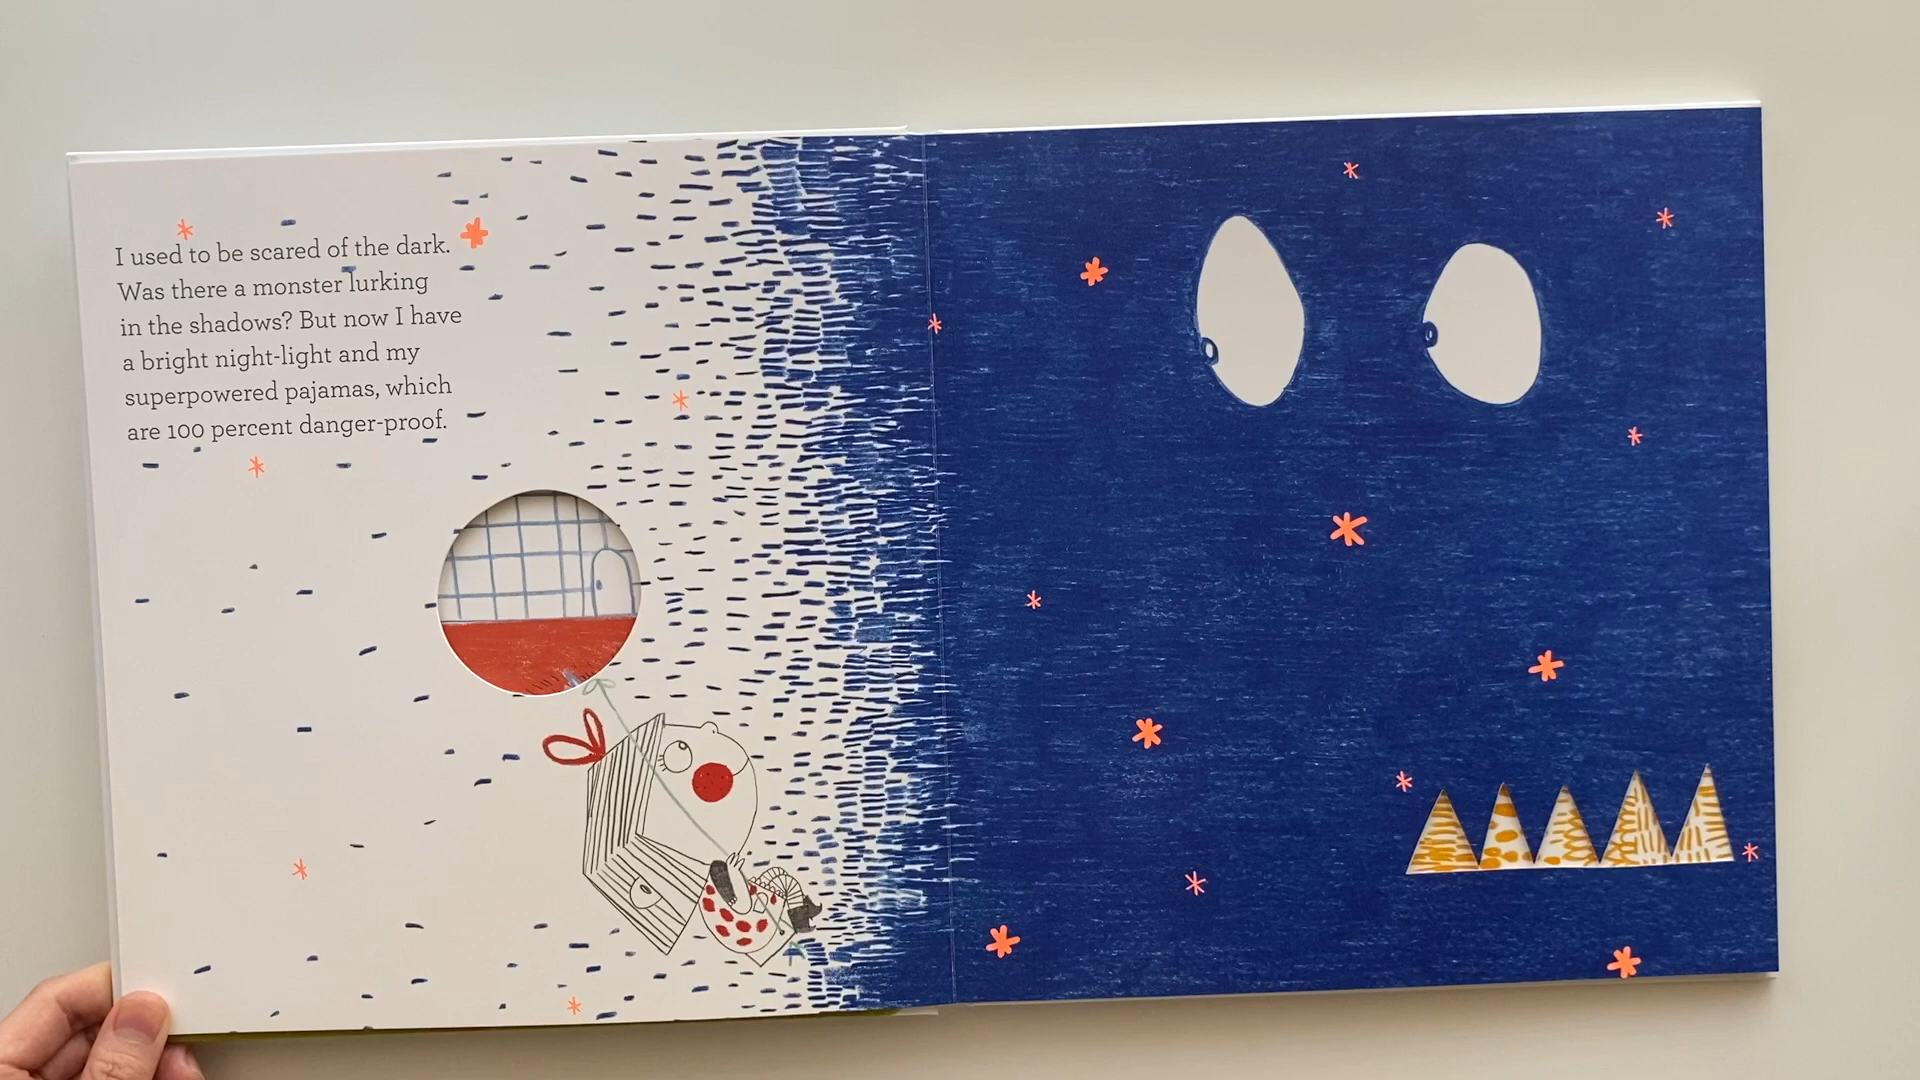 I used to be scared of the dark.
Was there a monster lurking
in the shadows? But now I have
a bright night-light and my
superpowered pajamas, which
are 100 percent danger-proof.